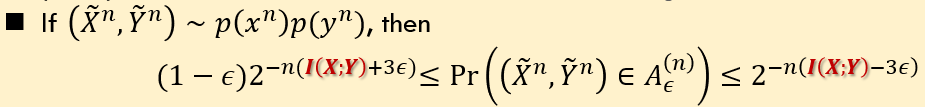 ■ If (X̃ⁿ, Ỹⁿ) ~ p(xⁿ)p(yⁿ), then
(1 − ϵ)2^{−n(I(X;Y)+3ϵ)} ≤ Pr((X̃ⁿ, Ỹⁿ) ∈ A_ϵ^{(n)}) ≤ 2^{−n(I(X;Y)−3ϵ)}